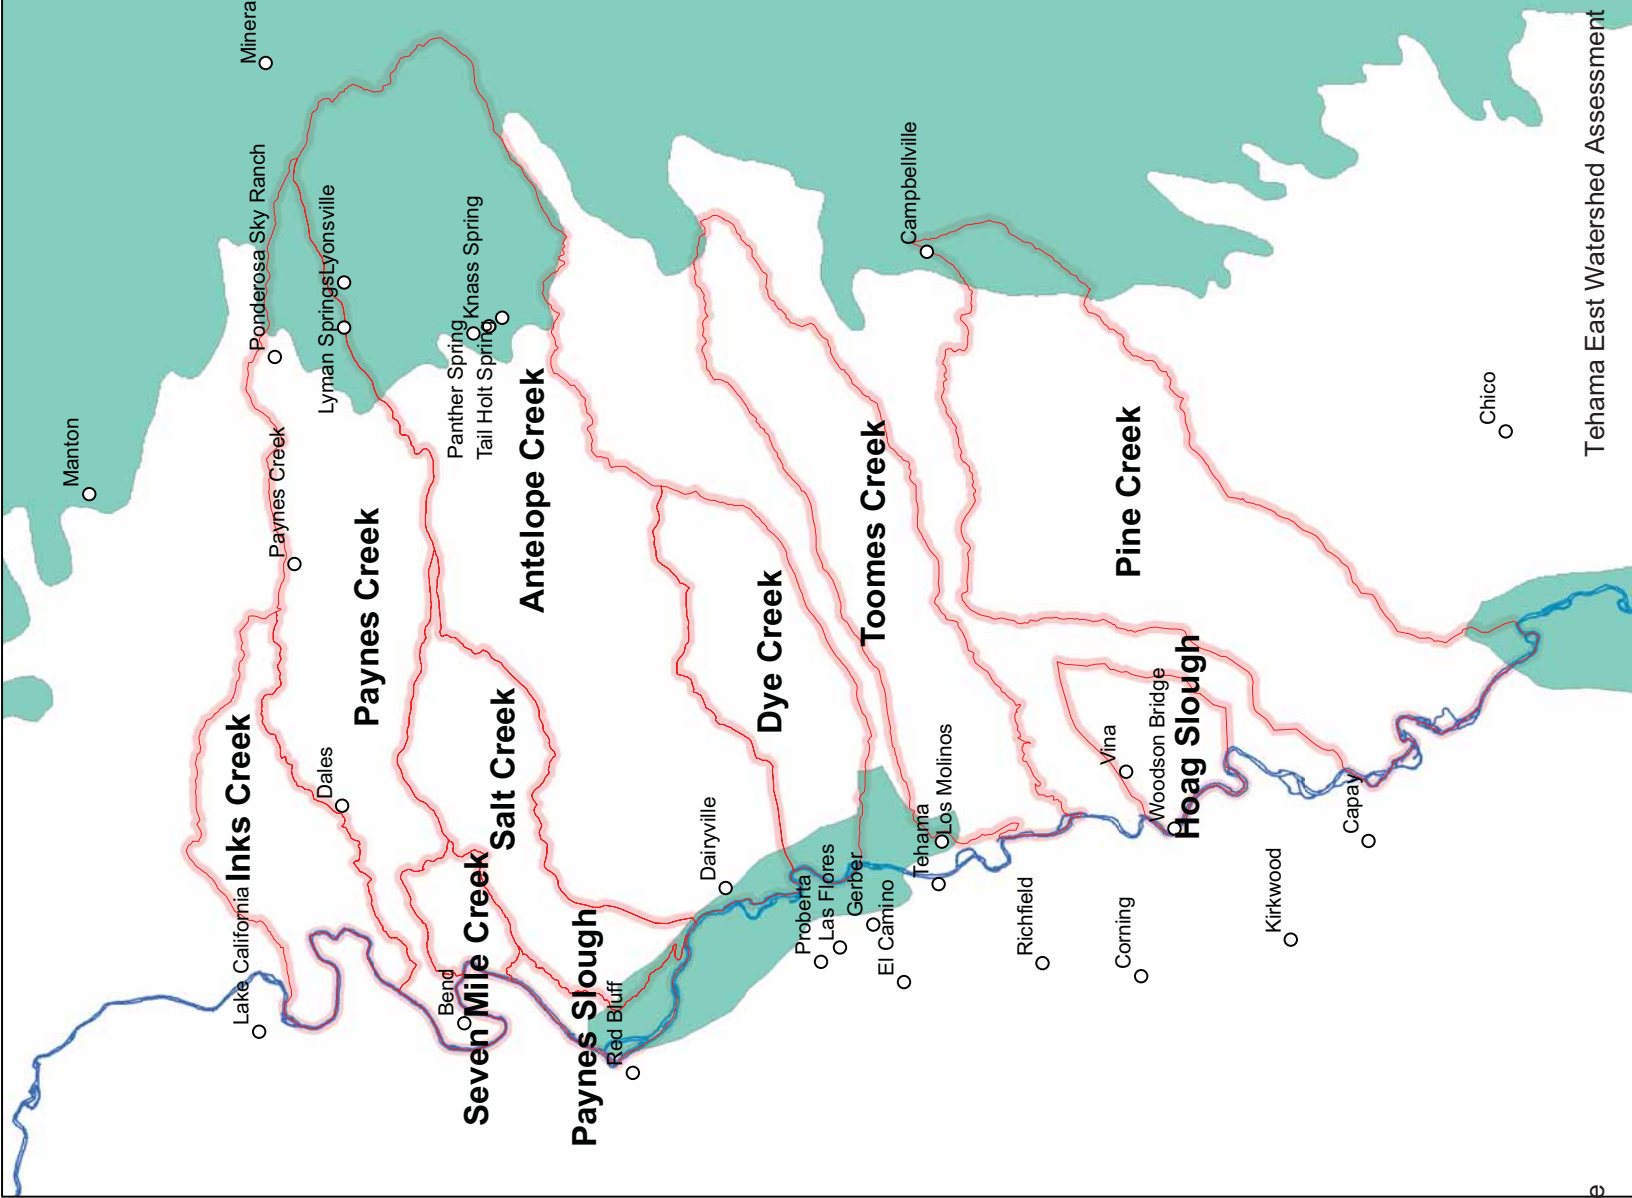 Minera
Manton
Ponderosa Sky Ranch
Lyonsville
Lyman Springs
Knass Spring
Panther Spring
Tail Holt Spring
Campbellville
Paynes Creek
Paynes Creek
Antelope Creek
Toomes Creek
Pine Creek
Chico
Tehama East Watershed Assessment
Inks Creek
Dales
Salt Creek
Dye Creek
Dairyville
Los Molinos
Tehama
Vina
Woodson Bridge
Hoag Slough
Capay
Lake California
Bend
Seven Mile Creek
Paynes Slough
Red Bluff
Proberta
Las Flores
Gerber
El Camino
Richfield
Corning
Kirkwood
e